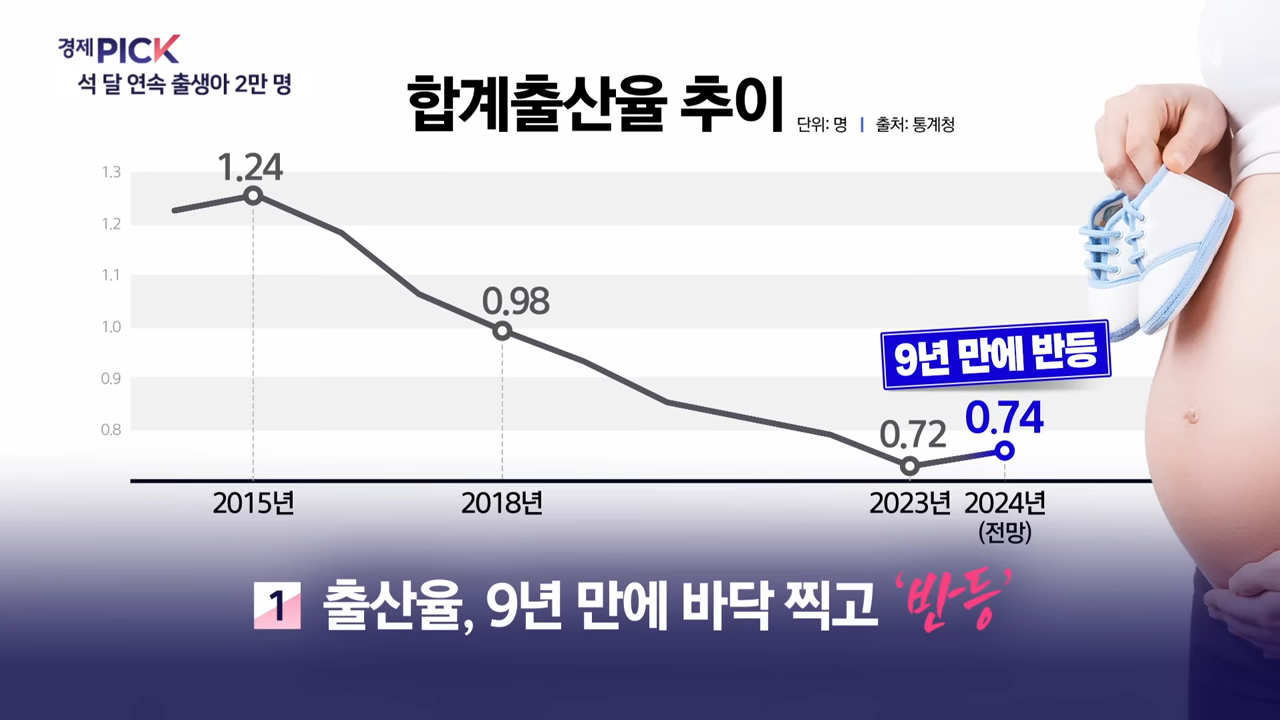 경제PICK
석 달 연속 출생아 2만 명
합계출산율 추이
단위: 명 | 출처: 통계청
1.3
1.2
1.1
1.0
0.9
0.8
1.24
0.98
9년 만에 반등
0.72
0.74
2015년
2018년
2023년
2024년
(전망)
1 출산율, 9년 만에 바닥 찍고 ‘반등’